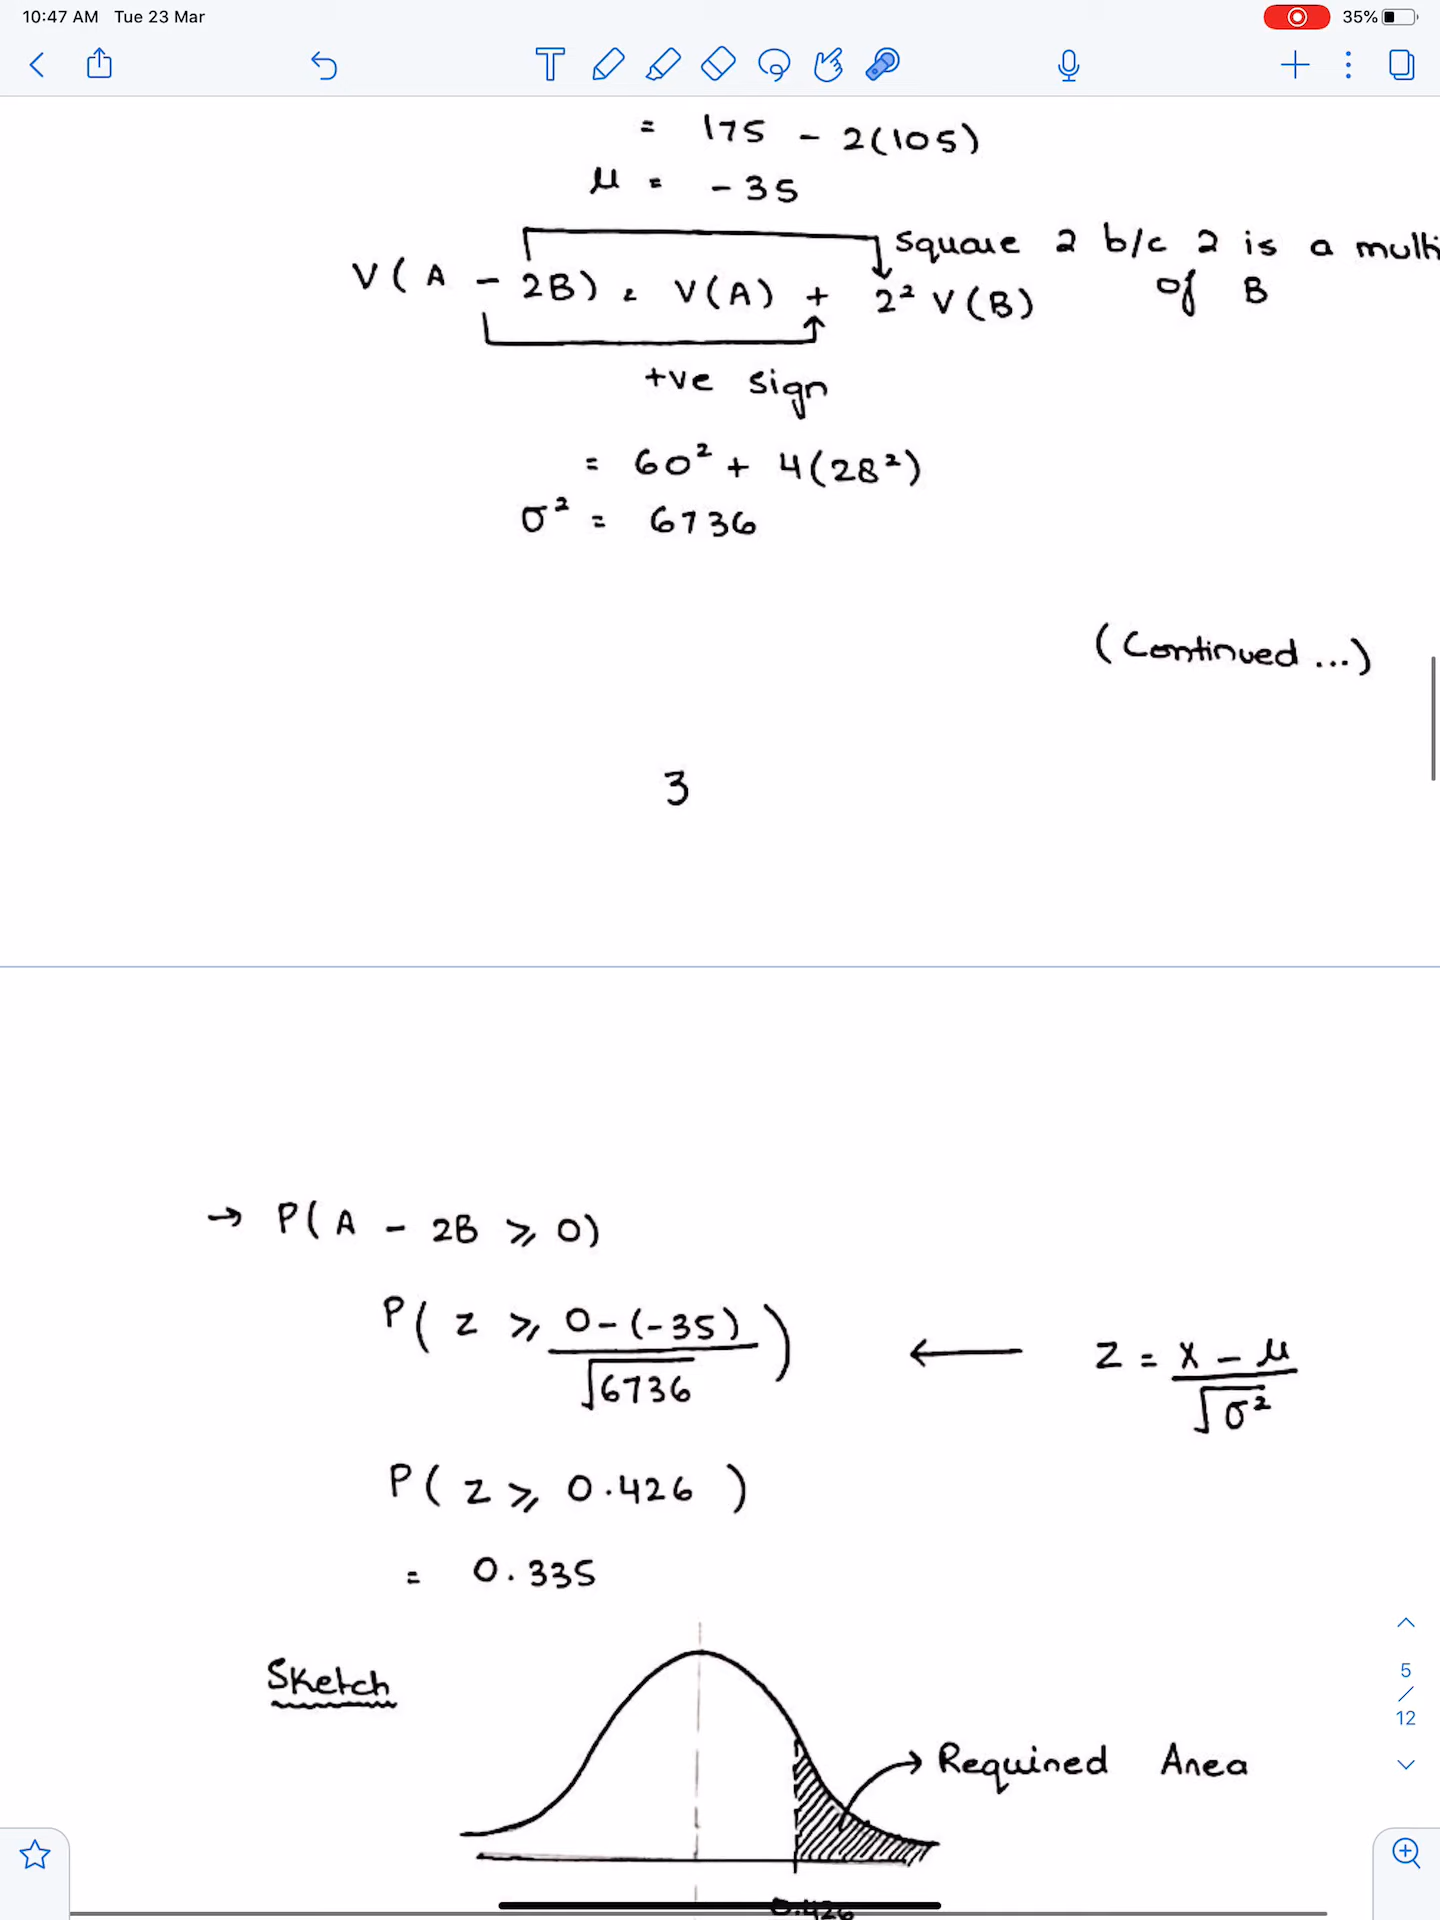 10:47 AM Tue 23 Mar 35%
= 175 - 2(105)
μ = -35
square 2 b/c 2 is a multi
of B
V(A - 2B) = V(A) + 2² V(B)
+ve sign
= 60² + 4(28²)
σ² = 6736
(Continued ...)
3
→ P(A - 2B ⩾ 0)
P( Z ⩾ 0-(-35) / √6736 ) ← Z = X - μ / √σ²
P( Z ⩾ 0.426 )
= 0.335
Sketch
Required Area
0.426
5
/
12